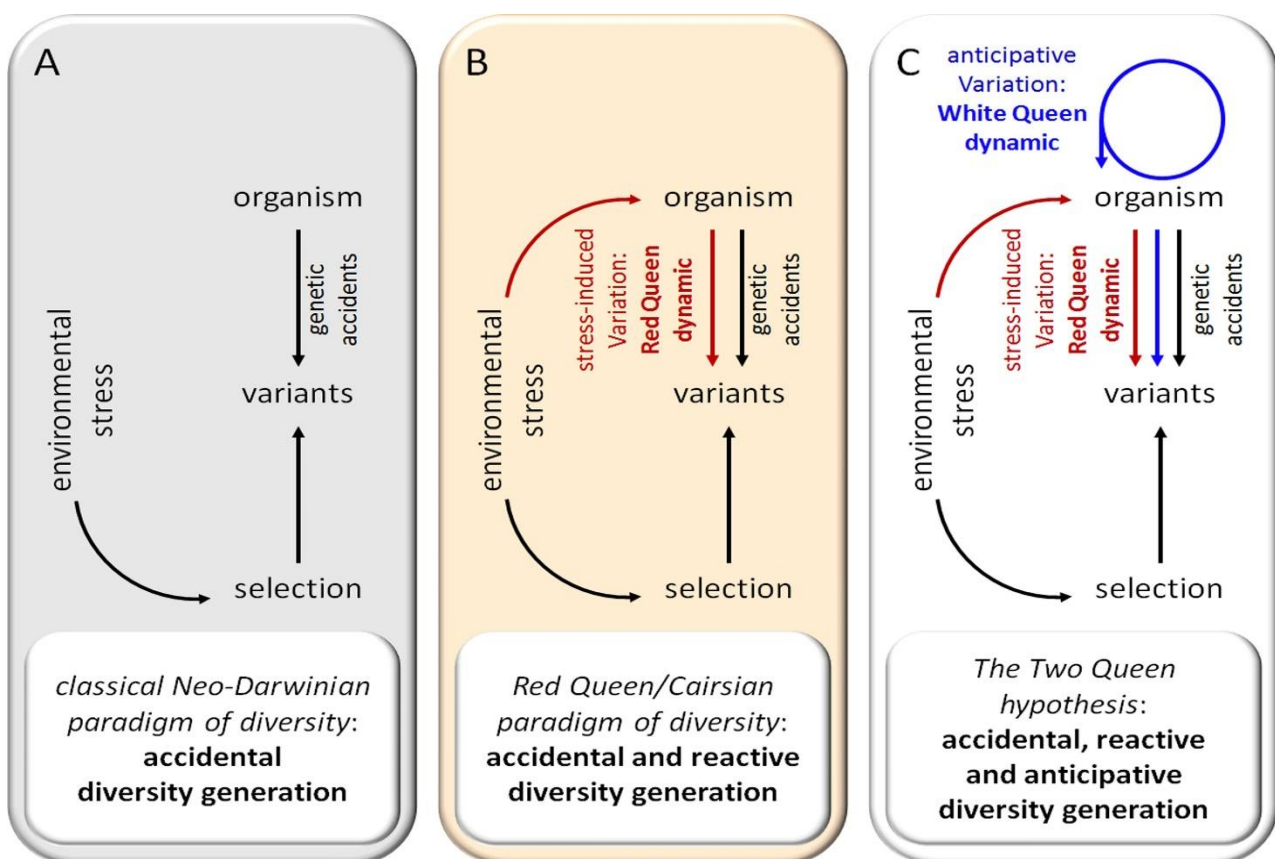 A
organism
genetic
accidents
environmental
stress
variants
selection
classical Neo-Darwinian
paradigm of diversity:
accidental
diversity generation
B
organism
stress-induced
Variation:
Red Queen
dynamic
genetic
accidents
environmental
stress
variants
selection
Red Queen/Cairsian
paradigm of diversity:
accidental and reactive
diversity generation
C
anticipative
Variation:
White Queen
dynamic
organism
stress-induced
Variation:
Red Queen
dynamic
genetic
accidents
environmental
stress
variants
selection
The Two Queen
hypothesis:
accidental, reactive
and anticipative
diversity generation